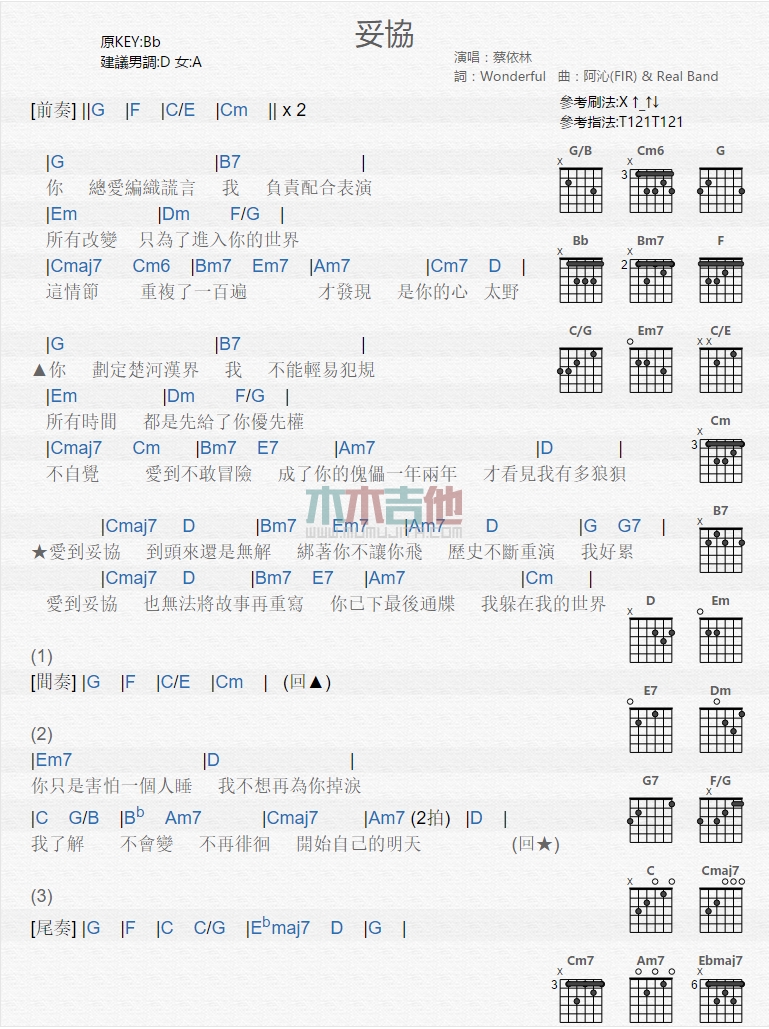 妥協
原KEY:Bb
建議男調:D 女:A
演唱：蔡依林
詞：Wonderful 曲：阿沁(FIR) & Real Band
參考刷法:X↑_↑↓
參考指法:T121T121
[前奏] ||G |F |C/E |Cm || x 2
|G |B7 |
你 總愛編織謊言 我 負責配合表演
|Em |Dm F/G |
所有改變 只為了進入你的世界
|Cmaj7 Cm6 |Bm7 Em7 |Am7 |Cm7 D |
這情節 重複了一百遍 才發現 是你的心 太野
|G |B7 |
▲你 劃定楚河漢界 我 不能輕易犯規
|Em |Dm F/G |
所有時間 都是先給了你優先權
|Cmaj7 Cm |Bm7 E7 |Am7 |D |
不自覺 愛到不敢冒險 成了你的傀儡一年兩年 才看見我有多狼狽
木木吉他
WWW.MUMUJITA.COM
|Cmaj7 D |Bm7 Em7 |Am7 D |G G7 |
★愛到妥協 到頭來還是無解 綁著你不讓你飛 歷史不斷重演 我好累
|Cmaj7 D |Bm7 E7 |Am7 |Cm |
愛到妥協 也無法將故事再重寫 你已下最後通牒 我躲在我的世界
(1)
[間奏] |G |F |C/E |Cm | (回▲)
(2)
|Em7 |D |
你只是害怕一個人睡 我不想再為你掉淚
|C G/B |Bb Am7 |Cmaj7 |Am7 (2拍) |D |
我了解 不會變 不再徘徊 開始自己的明天 (回★)
(3)
[尾奏] |G |F |C C/G |Ebmaj7 D |G |
G/B Cm6 G
x x
3
Bb Bm7 F
x x
2
C/G Em7 C/E
x x
Cm
x
3
B7
x
D Em
x
E7 Dm
G7 F/G
x
C Cmaj7
x
Cm7 Am7 Ebmaj7
x x x
3 6